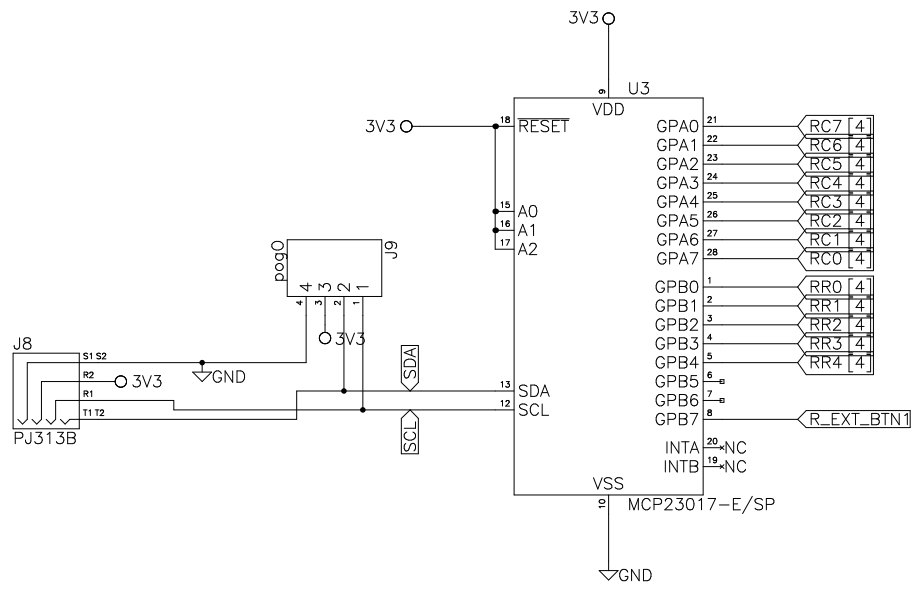 3V3
U3
9
VDD
3V3
18
RESET
GPA0
21
RC7
4
GPA1
22
RC6
4
GPA2
23
RC5
4
GPA3
24
RC4
4
GPA4
25
RC3
4
15
A0
GPA5
26
RC2
4
16
A1
GPA6
27
RC1
4
17
A2
GPA7
28
RC0
4
pogo
J9
4 3 2 1
4 3 2 1
3V3
GPB0
1
RR0
4
GPB1
2
RR1
4
GPB2
3
RR2
4
GPB3
4
RR3
4
GPB4
5
RR4
4
GPB5
6
GPB6
7
GPB7
8
R_EXT_BTN1
J8
S1 S2
GND
R2
3V3
R1
T1 T2
PJ313B
SDA
13
SDA
12
SCL
SCL
INTA
20
NC
INTB
19
NC
VSS
10
MCP23017-E/SP
GND